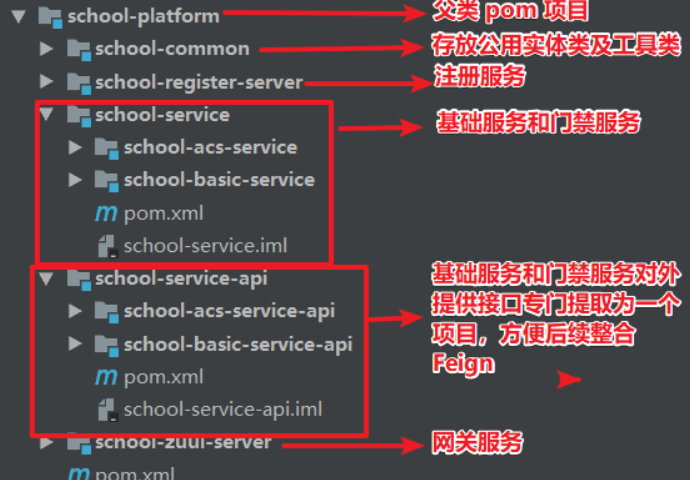 school-platform
父类 pom 项目
school-common
存放公用实体类及工具类
school-register-server
注册服务
school-service
基础服务和门禁服务
school-acs-service
school-basic-service
pom.xml
school-service.iml
school-service-api
基础服务和门禁服务对外
提供接口专门提取为一个
项目，方便后续整合
Feign
school-acs-service-api
school-basic-service-api
pom.xml
school-service-api.iml
school-zuul-server
网关服务
pom.xml